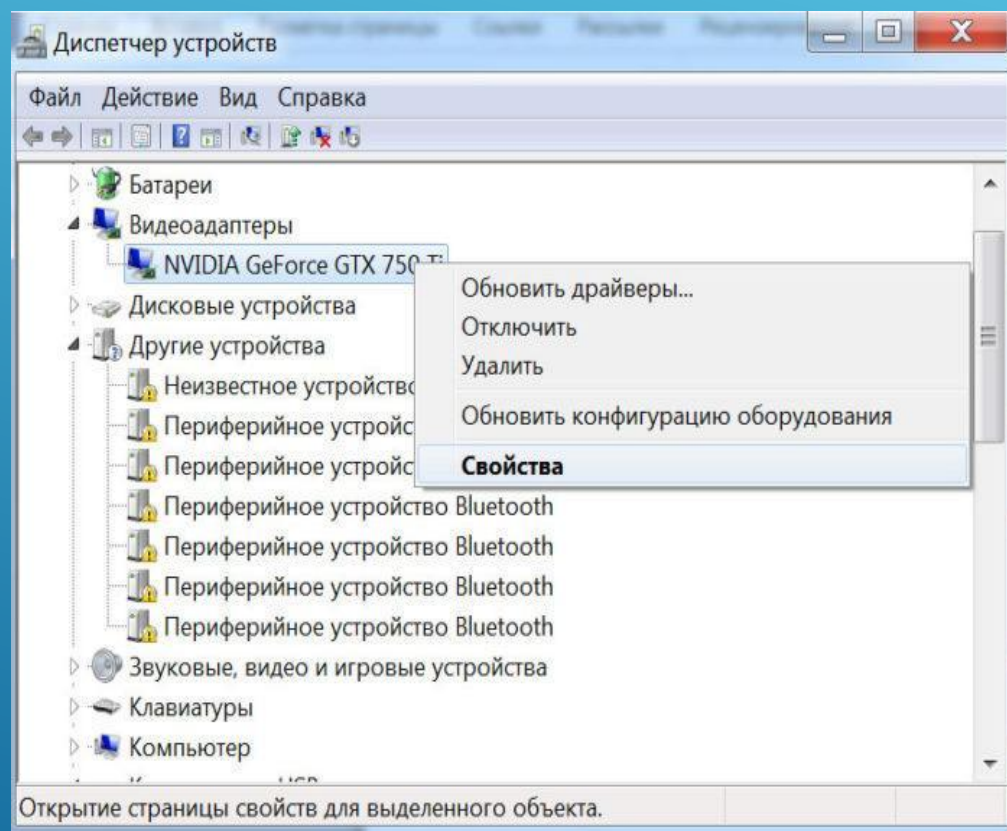 Диспетчер устройств
Файл Действие Вид Справка
Батареи
Видеоадаптеры
NVIDIA GeForce GTX 750 Ti
Обновить драйверы...
Дисковые устройства
Отключить
Другие устройства
Удалить
Неизвестное устройство
Обновить конфигурацию оборудования
Периферийное устройс
Периферийное устройс
Свойства
Периферийное устройство Bluetooth
Периферийное устройство Bluetooth
Периферийное устройство Bluetooth
Периферийное устройство Bluetooth
Звуковые, видео и игровые устройства
Клавиатуры
Компьютер
Открытие страницы свойств для выделенного объекта.